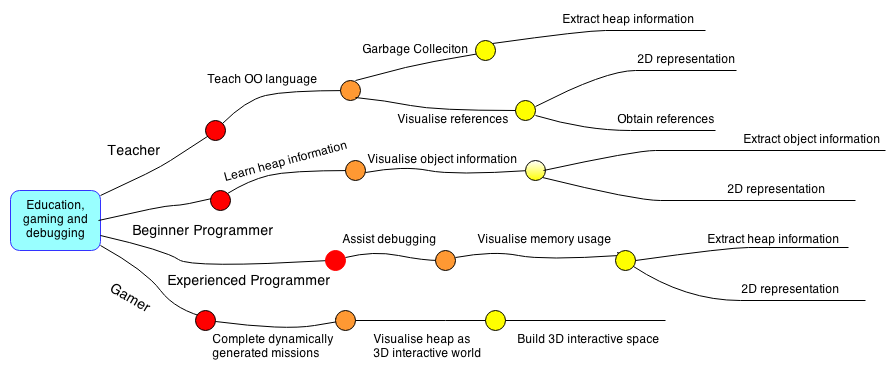 Extract heap information
Garbage Colleciton
2D representation
Teach OO language
Visualise references
Obtain references
Teacher
Extract object information
Learn heap information
Visualise object information
2D representation
Education,
gaming and
debugging
Beginner Programmer
Assist debugging
Visualise memory usage
Extract heap information
Experienced Programmer
2D representation
Gamer
Complete dynamically
generated missions
Visualise heap as
3D interactive world
Build 3D interactive space